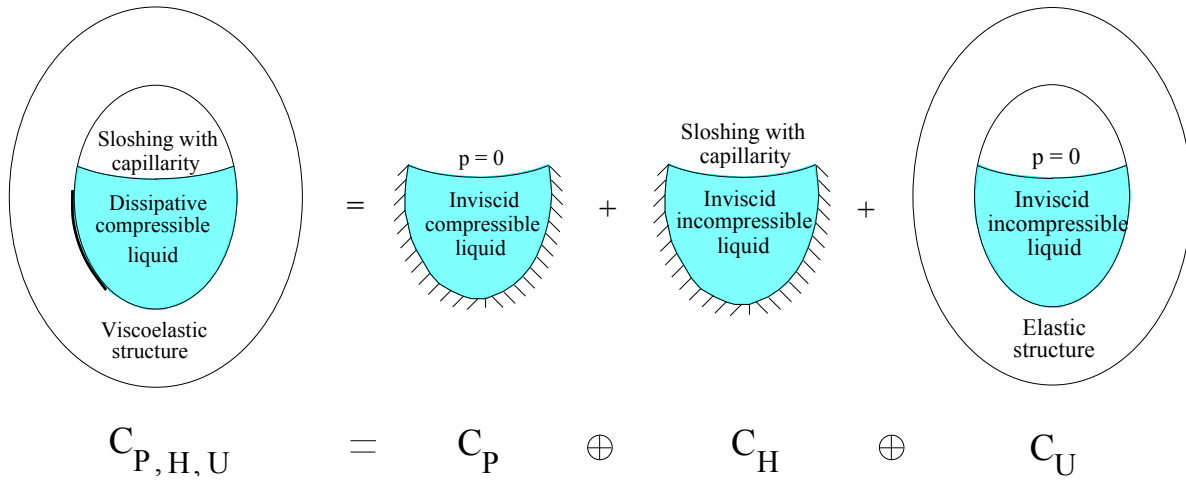 Sloshing with
capillarity
Dissipative
compressible
liquid
Viscoelastic
structure
=
p = 0
Inviscid
compressible
liquid
+
Sloshing with
capillarity
Inviscid
incompressible
liquid
+
p = 0
Inviscid
incompressible
liquid
Elastic
structure
C_{P,H,U} = C_P ⊕ C_H ⊕ C_U